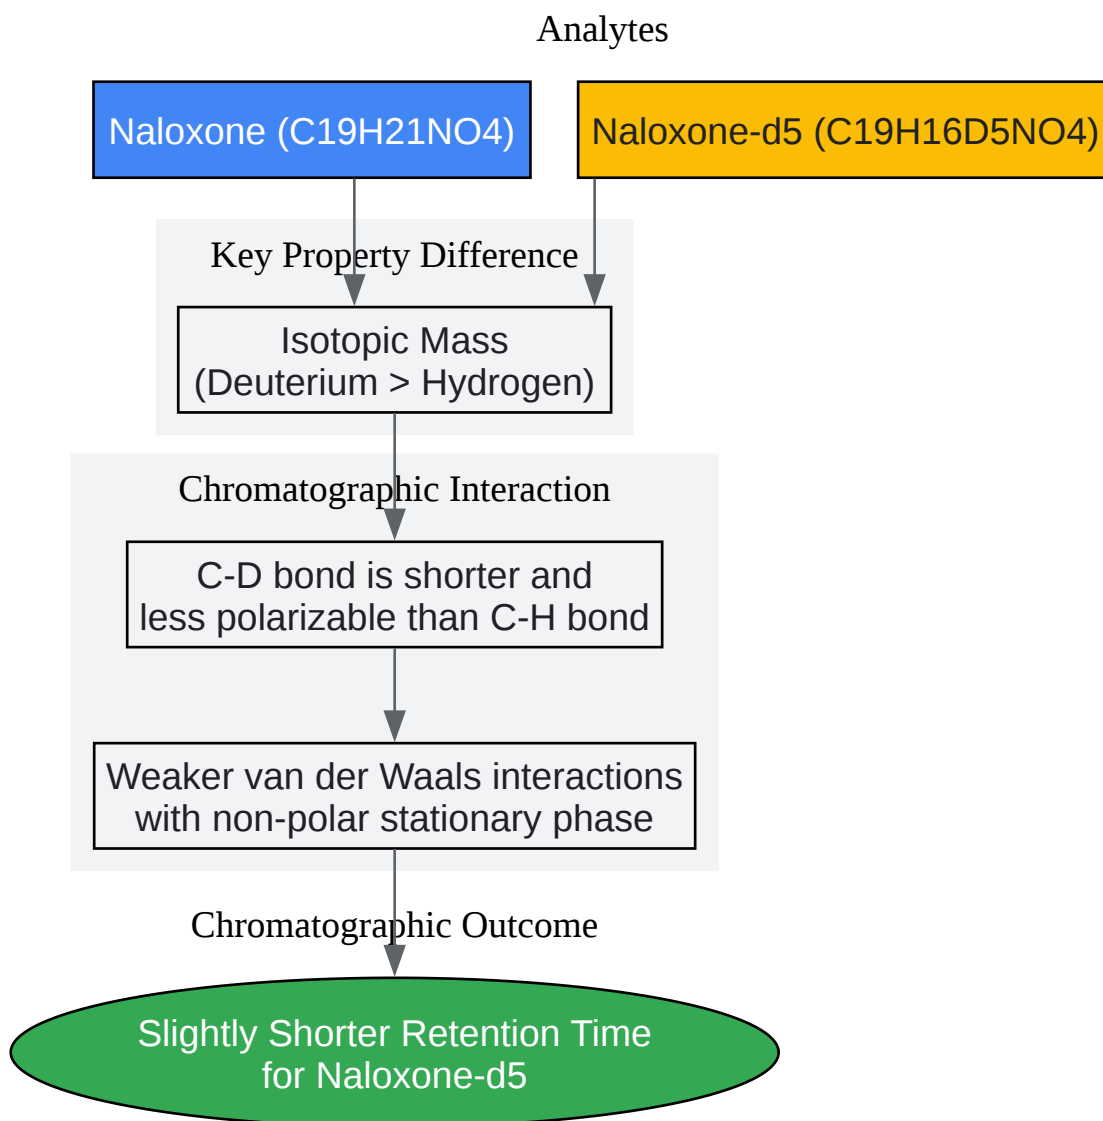 Analytes
Naloxone (C19H21NO4)
Naloxone-d5 (C19H16D5NO4)
Key Property Difference
Isotopic Mass
(Deuterium > Hydrogen)
Chromatographic Interaction
C-D bond is shorter and
less polarizable than C-H bond
Weaker van der Waals interactions
with non-polar stationary phase
Chromatographic Outcome
Slightly Shorter Retention Time
for Naloxone-d5